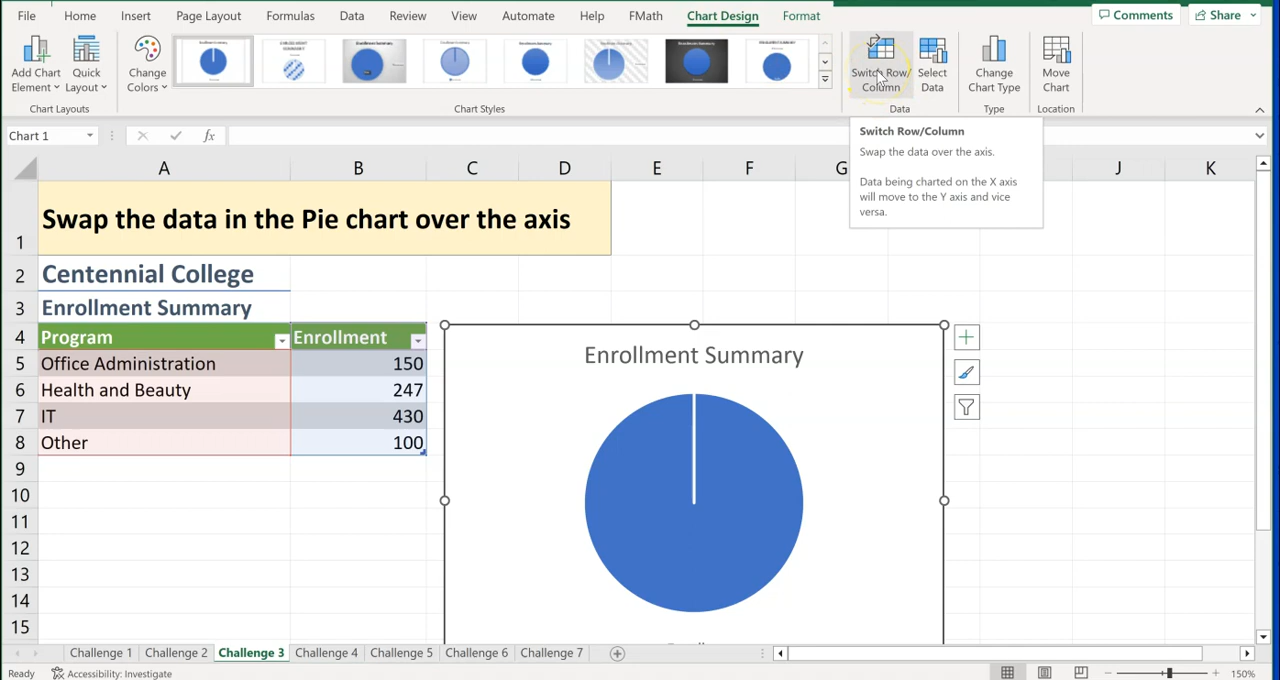 File Home Insert Page Layout Formulas Data Review View Automate Help FMath Chart Design Format Comments Share
Add Chart Element
Quick Layout
Change Colors
Switch Row/Column
Select Data
Change Chart Type
Move Chart
Chart Layouts Chart Styles Data Type Location
Chart 1 fx
Switch Row/Column
Swap the data over the axis.
Data being charted on the X axis
will move to the Y axis and vice
versa.
A B C D E F G J K
1 Swap the data in the Pie chart over the axis
2 Centennial College
3 Enrollment Summary
4 Program Enrollment
5 Office Administration 150
6 Health and Beauty 247
7 IT 430
8 Other 100
9
10
11
12
13
14
15
Enrollment Summary
Challenge 1 Challenge 2 Challenge 3 Challenge 4 Challenge 5 Challenge 6 Challenge 7
Ready Accessibility: Investigate 150%